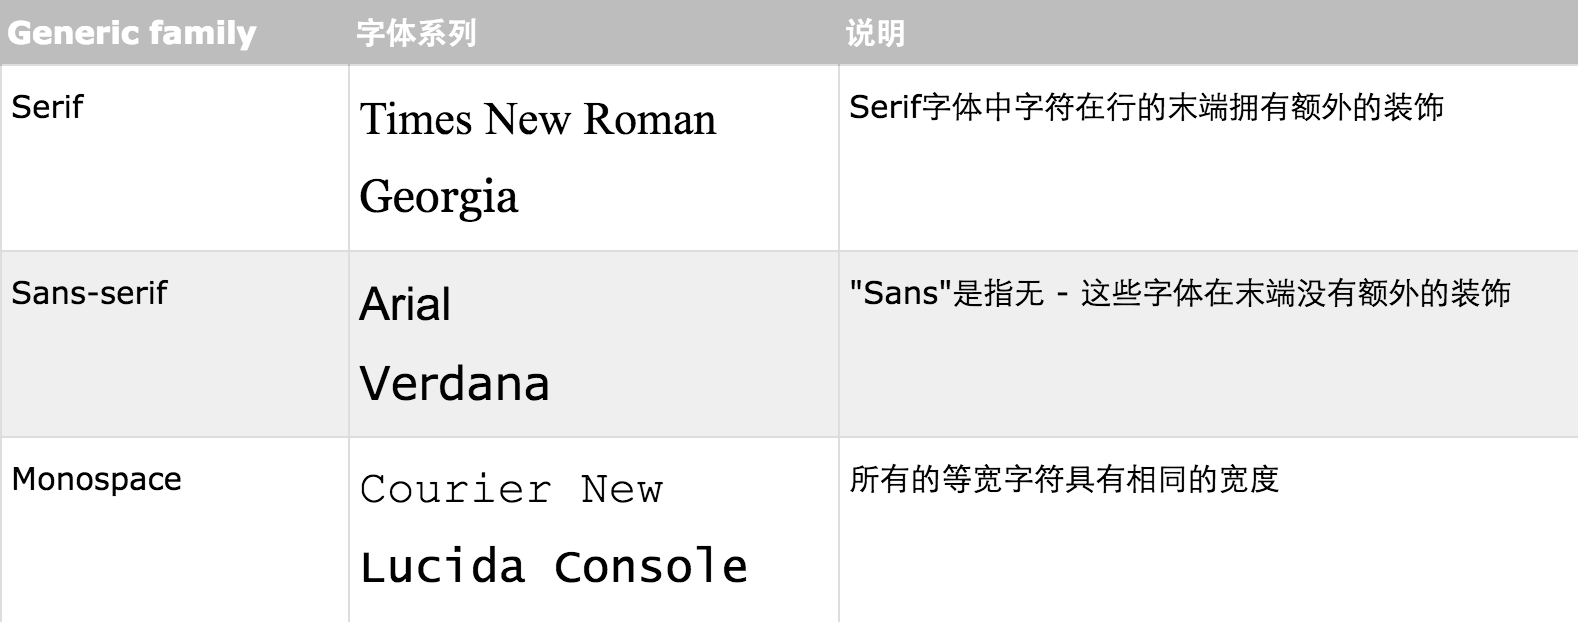 Generic family 字体系列 说明
Serif Times New Roman Serif字体中字符在行的末端拥有额外的装饰
Georgia
Sans-serif Arial "Sans"是指无 - 这些字体在末端没有额外的装饰
Verdana
Monospace Courier New 所有的等宽字符具有相同的宽度
Lucida Console